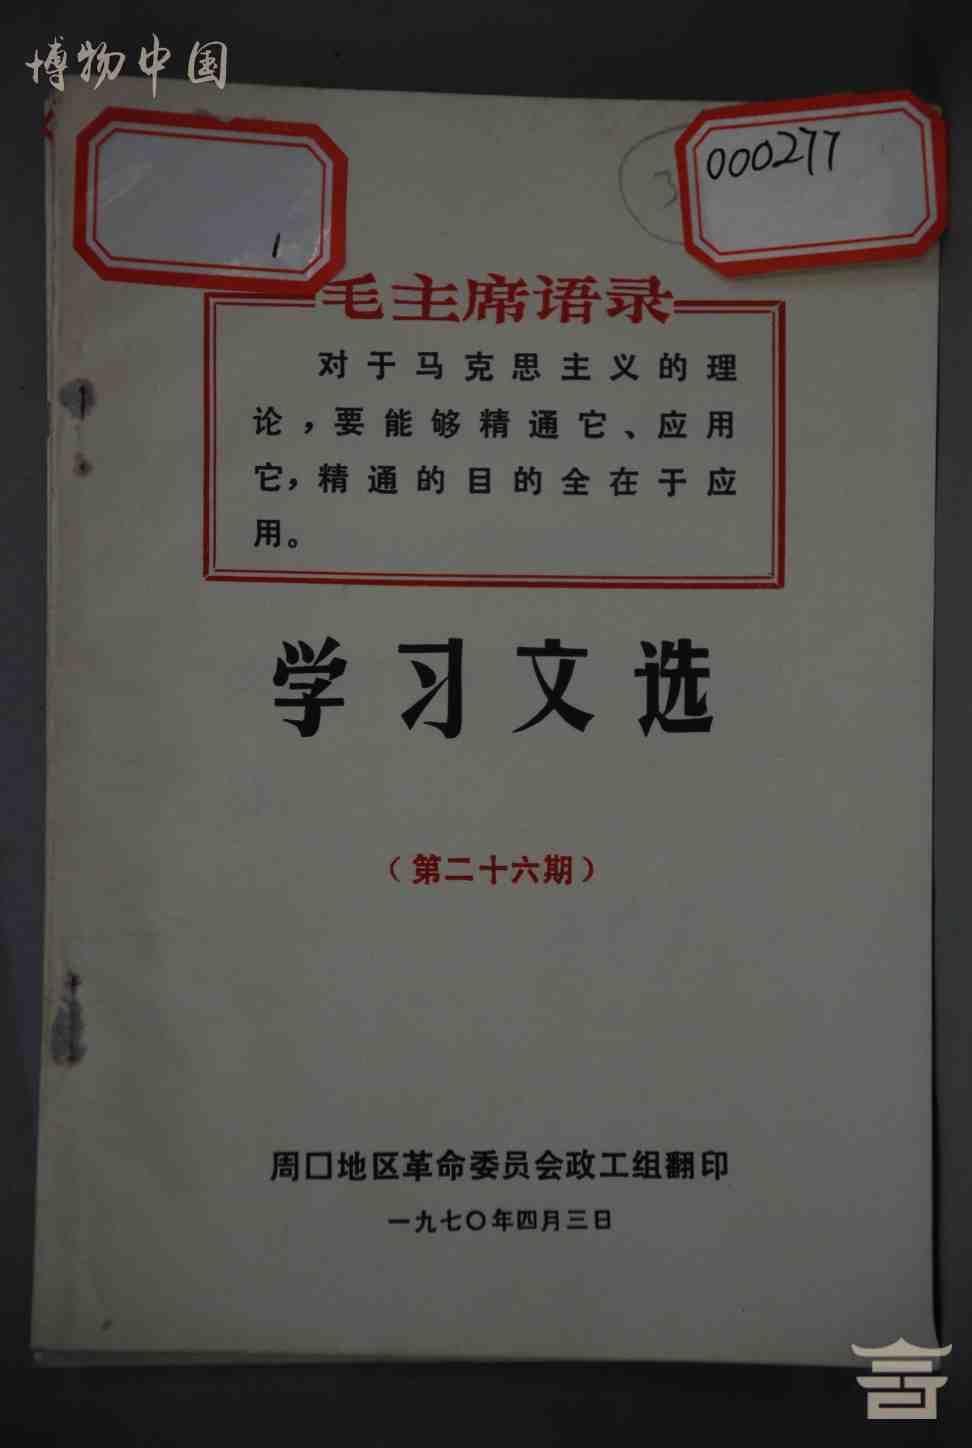 博物中国
1
000277
3
毛主席语录
对于马克思主义的理
论，要能够精通它、应用
它，精通的目的全在于应
用。
学习文选
（第二十六期）
周口地区革命委员会政工组翻印
一九七〇年四月三日